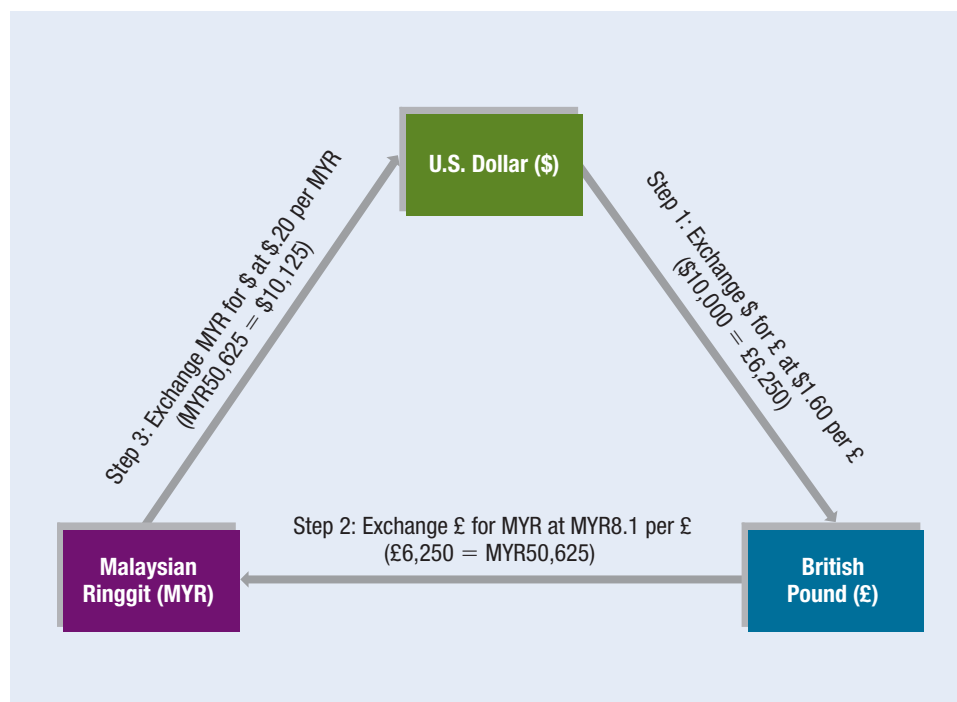 U.S. Dollar ($)
Step 1: Exchange $ for £ at $1.60 per £
($10,000 = £6,250)
Step 3: Exchange MYR for $ at $.20 per MYR
(MYR50,625 = $10,125)
Step 2: Exchange £ for MYR at MYR8.1 per £
(£6,250 = MYR50,625)
Malaysian
Ringgit (MYR)
British
Pound (£)